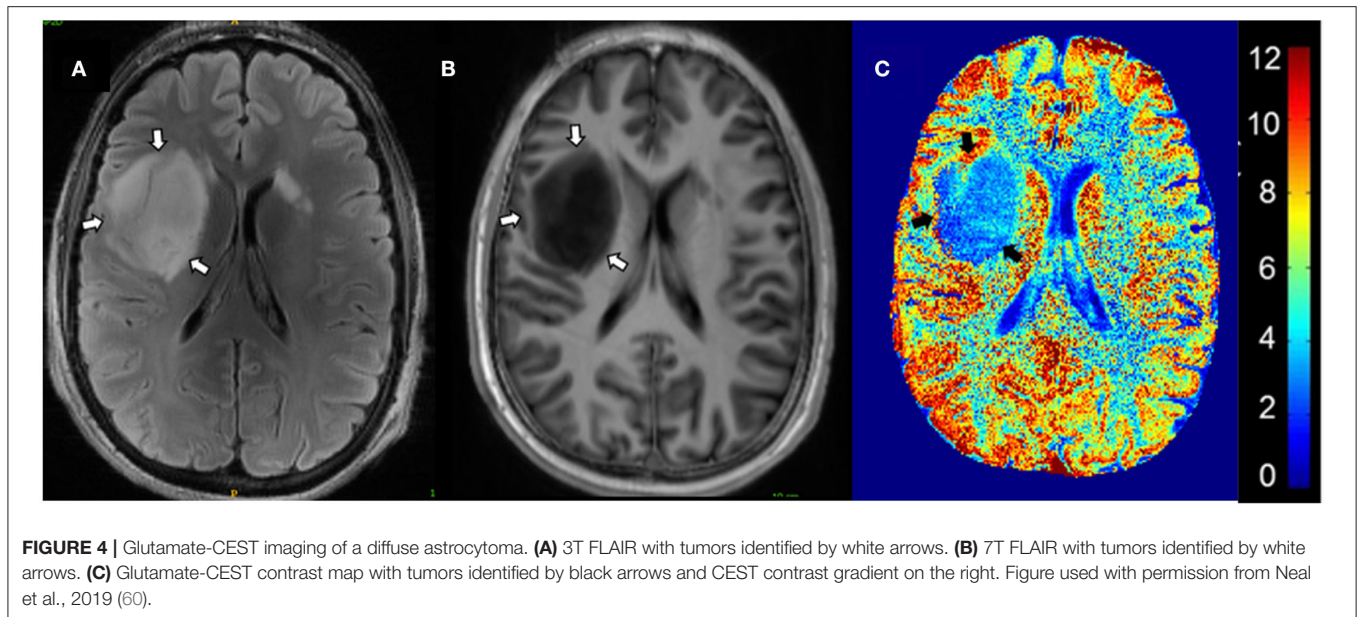 A
A
B
C
12
10
8
6
4
2
0
P
1
10 cm
FIGURE 4 | Glutamate-CEST imaging of a diffuse astrocytoma. (A) 3T FLAIR with tumors identified by white arrows. (B) 7T FLAIR with tumors identified by white
arrows. (C) Glutamate-CEST contrast map with tumors identified by black arrows and CEST contrast gradient on the right. Figure used with permission from Neal
et al., 2019 (60).